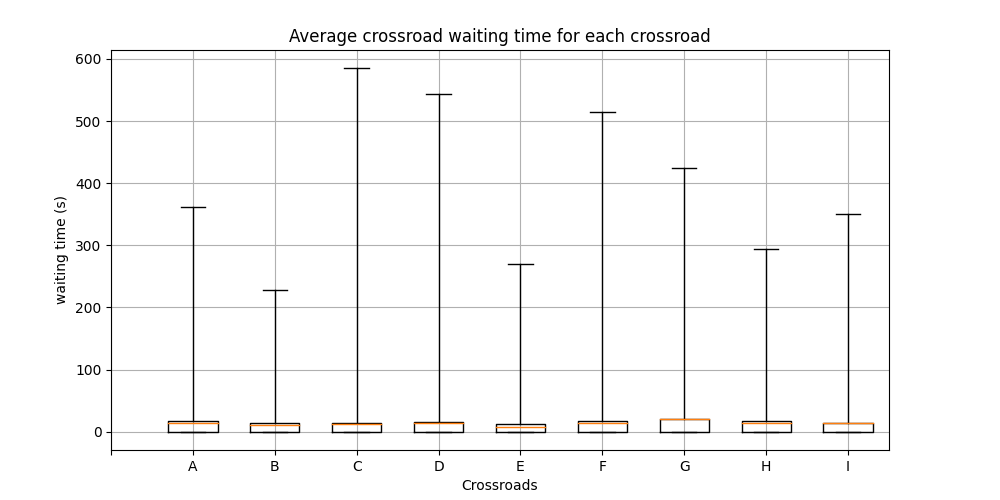 Average crossroad waiting time for each crossroad
600
500
400
300
200
100
0
waiting time (s)
A B C D E F G H I
Crossroads